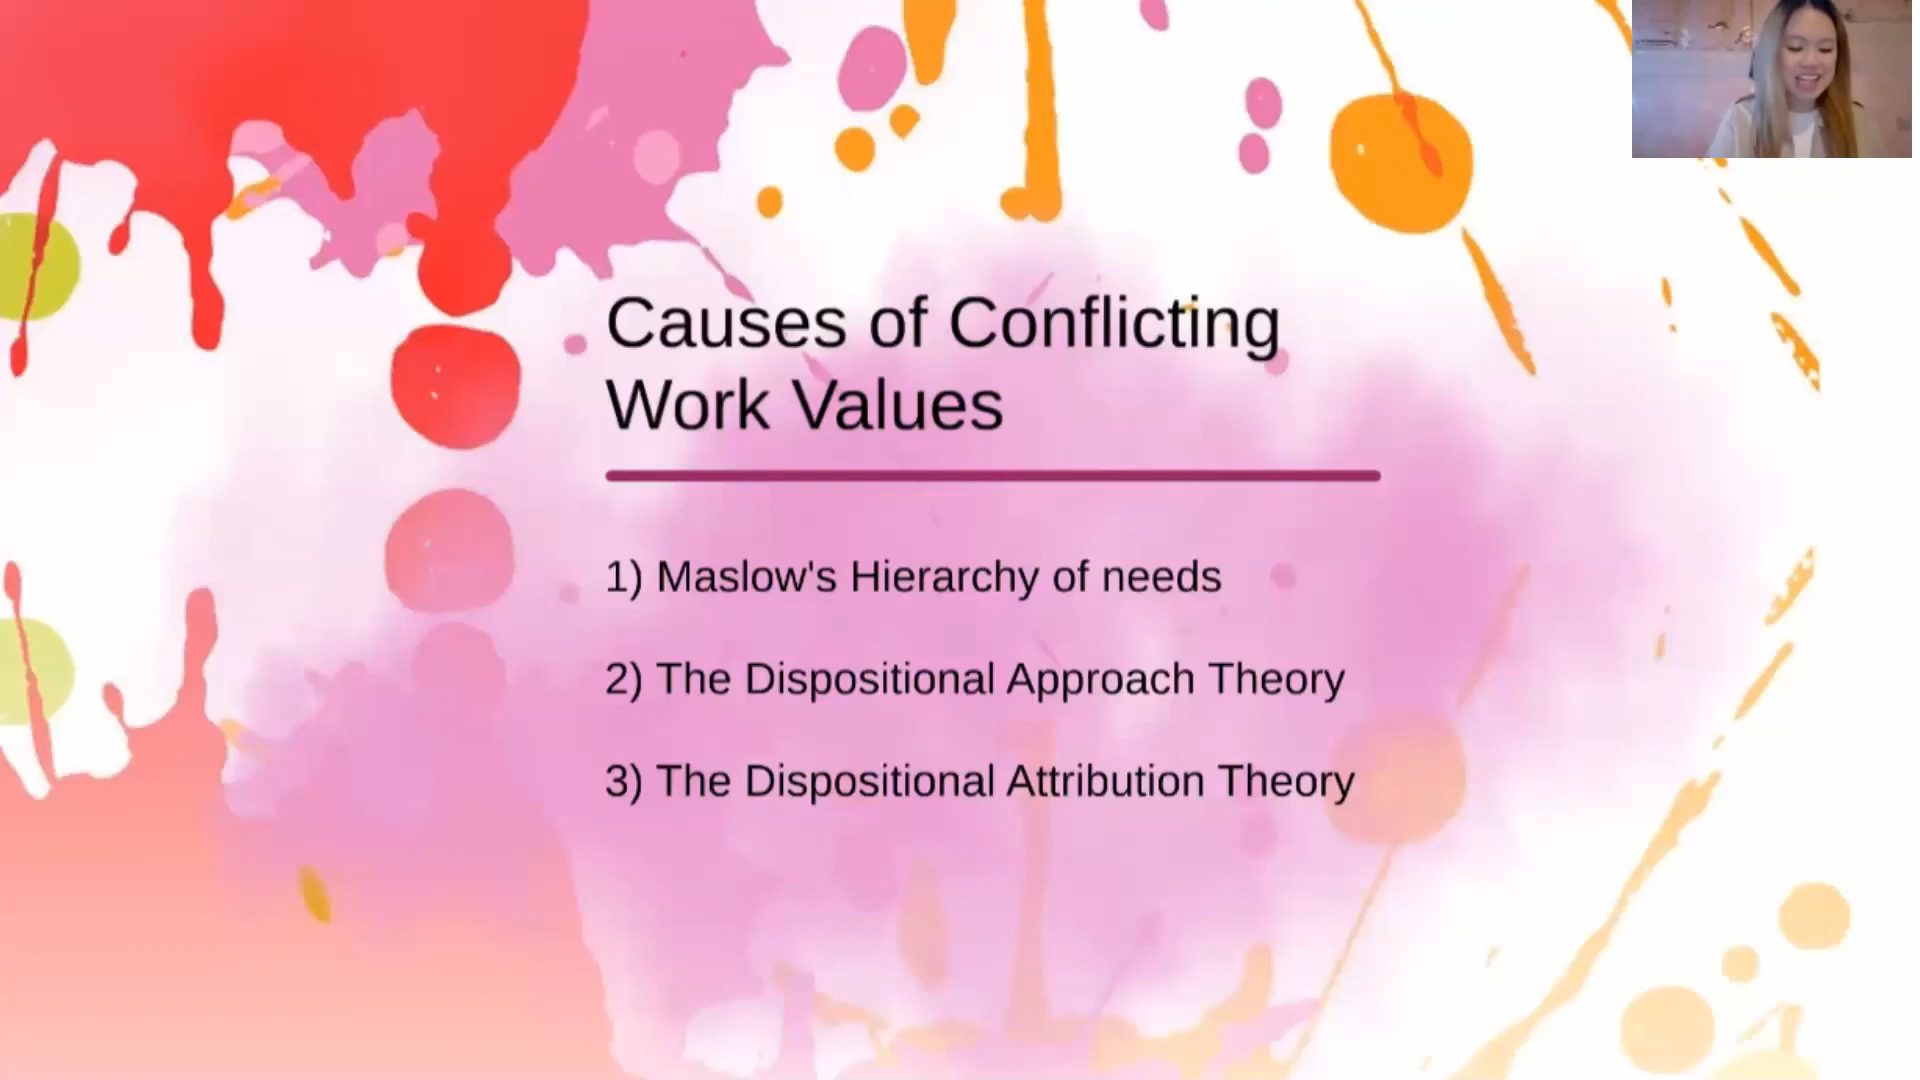 Causes of Conflicting
Work Values
1) Maslow's Hierarchy of needs
2) The Dispositional Approach Theory
3) The Dispositional Attribution Theory